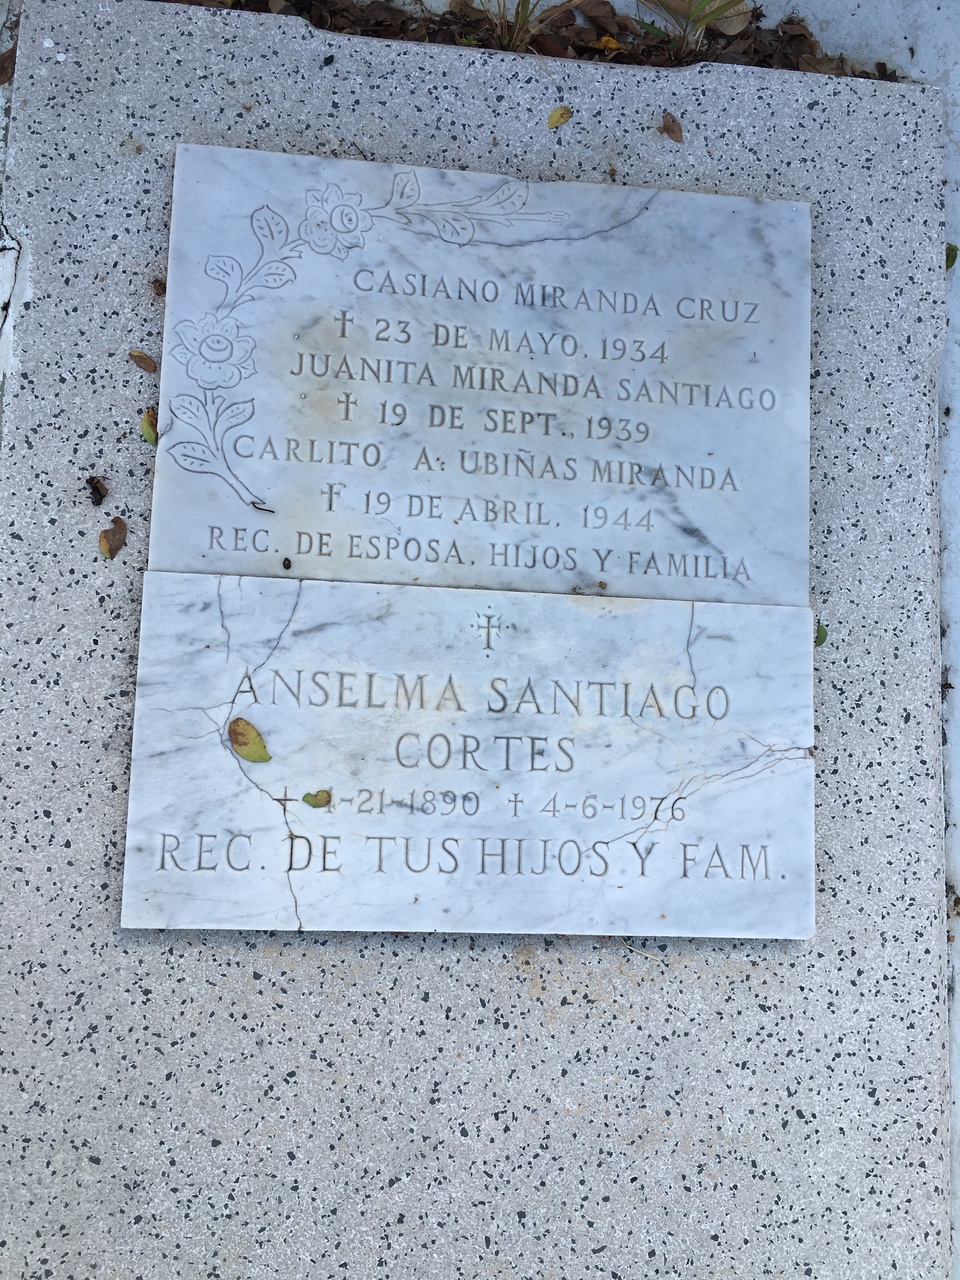 CASIANO MIRANDA CRUZ
† 23 DE MAYO, 1934
JUANITA MIRANDA SANTIAGO
† 19 DE SEPT., 1939
CARLITO A. UBIÑAS MIRANDA
† 19 DE ABRIL, 1944
REC. DE ESPOSA, HIJOS Y FAMILIA
†
ANSELMA SANTIAGO
CORTES
-21-1890 † 4-6-1976
REC. DE TUS HIJOS Y FAM.